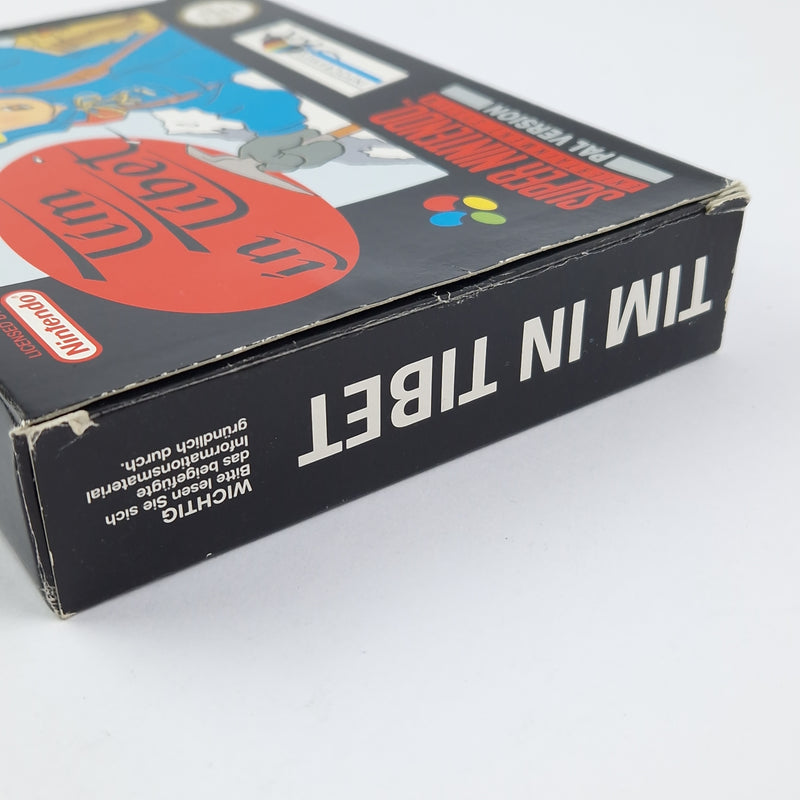 SUPER NINTENDO
PAL VERSION
Tim
in Tibet
Nintendo
LICENSED
TIM IN TIBET
WICHTIG
Bitte lesen Sie sich
das beigefügte
Informationsmaterial
gründlich durch.